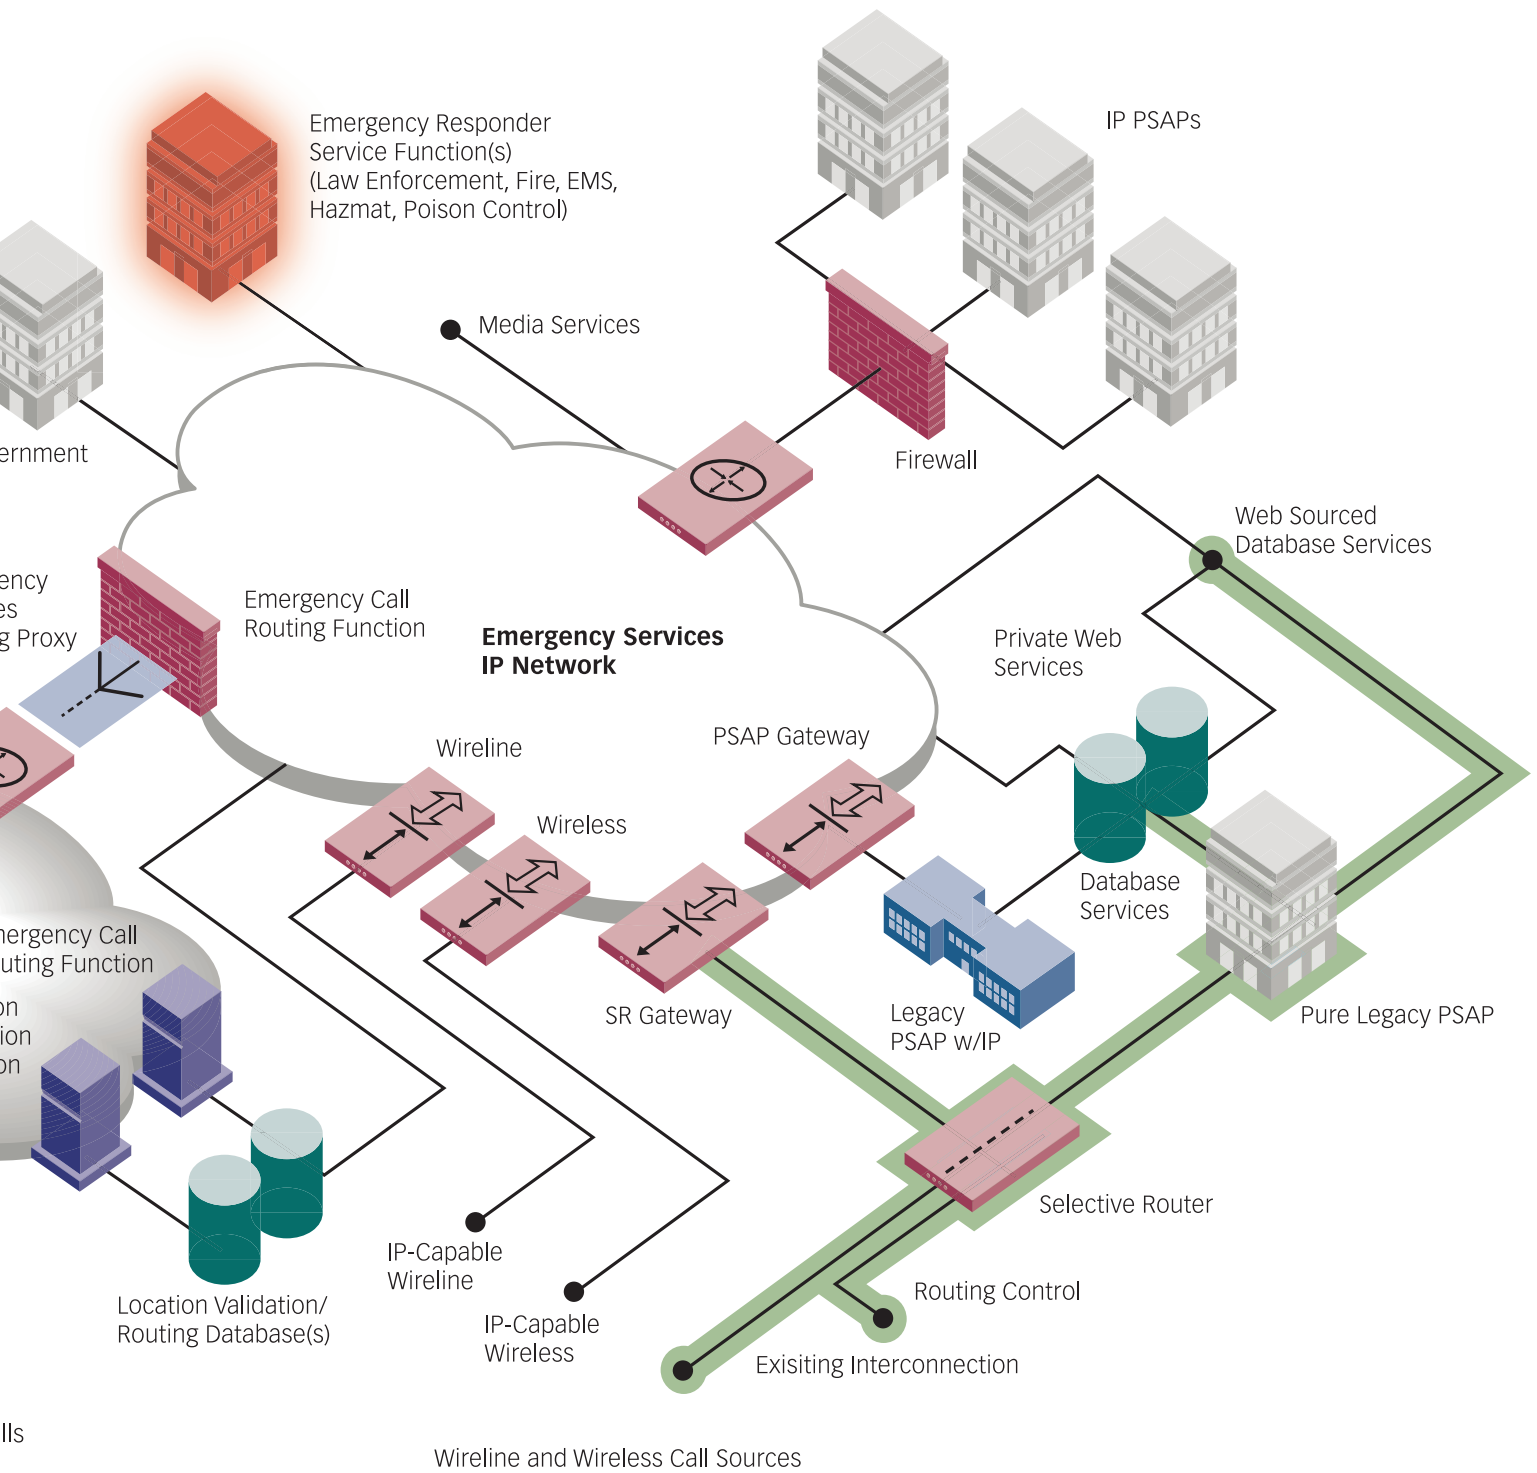 IP PSAPs
Emergency Responder
Service Function(s)
(Law Enforcement, Fire, EMS,
Hazmat, Poison Control)
Media Services
ernment
Firewall
Web Sourced
Database Services
ency
es
g Proxy
Emergency Call
Routing Function
Emergency Services
IP Network
Private Web
Services
Wireline
PSAP Gateway
Wireless
Database
Services
mergency Call
outing Function
on
tion
on
SR Gateway
Legacy
PSAP w/IP
Pure Legacy PSAP
Selective Router
IP-Capable
Wireline
Routing Control
Location Validation/
Routing Database(s)
IP-Capable
Wireless
Exisiting Interconnection
lls
Wireline and Wireless Call Sources